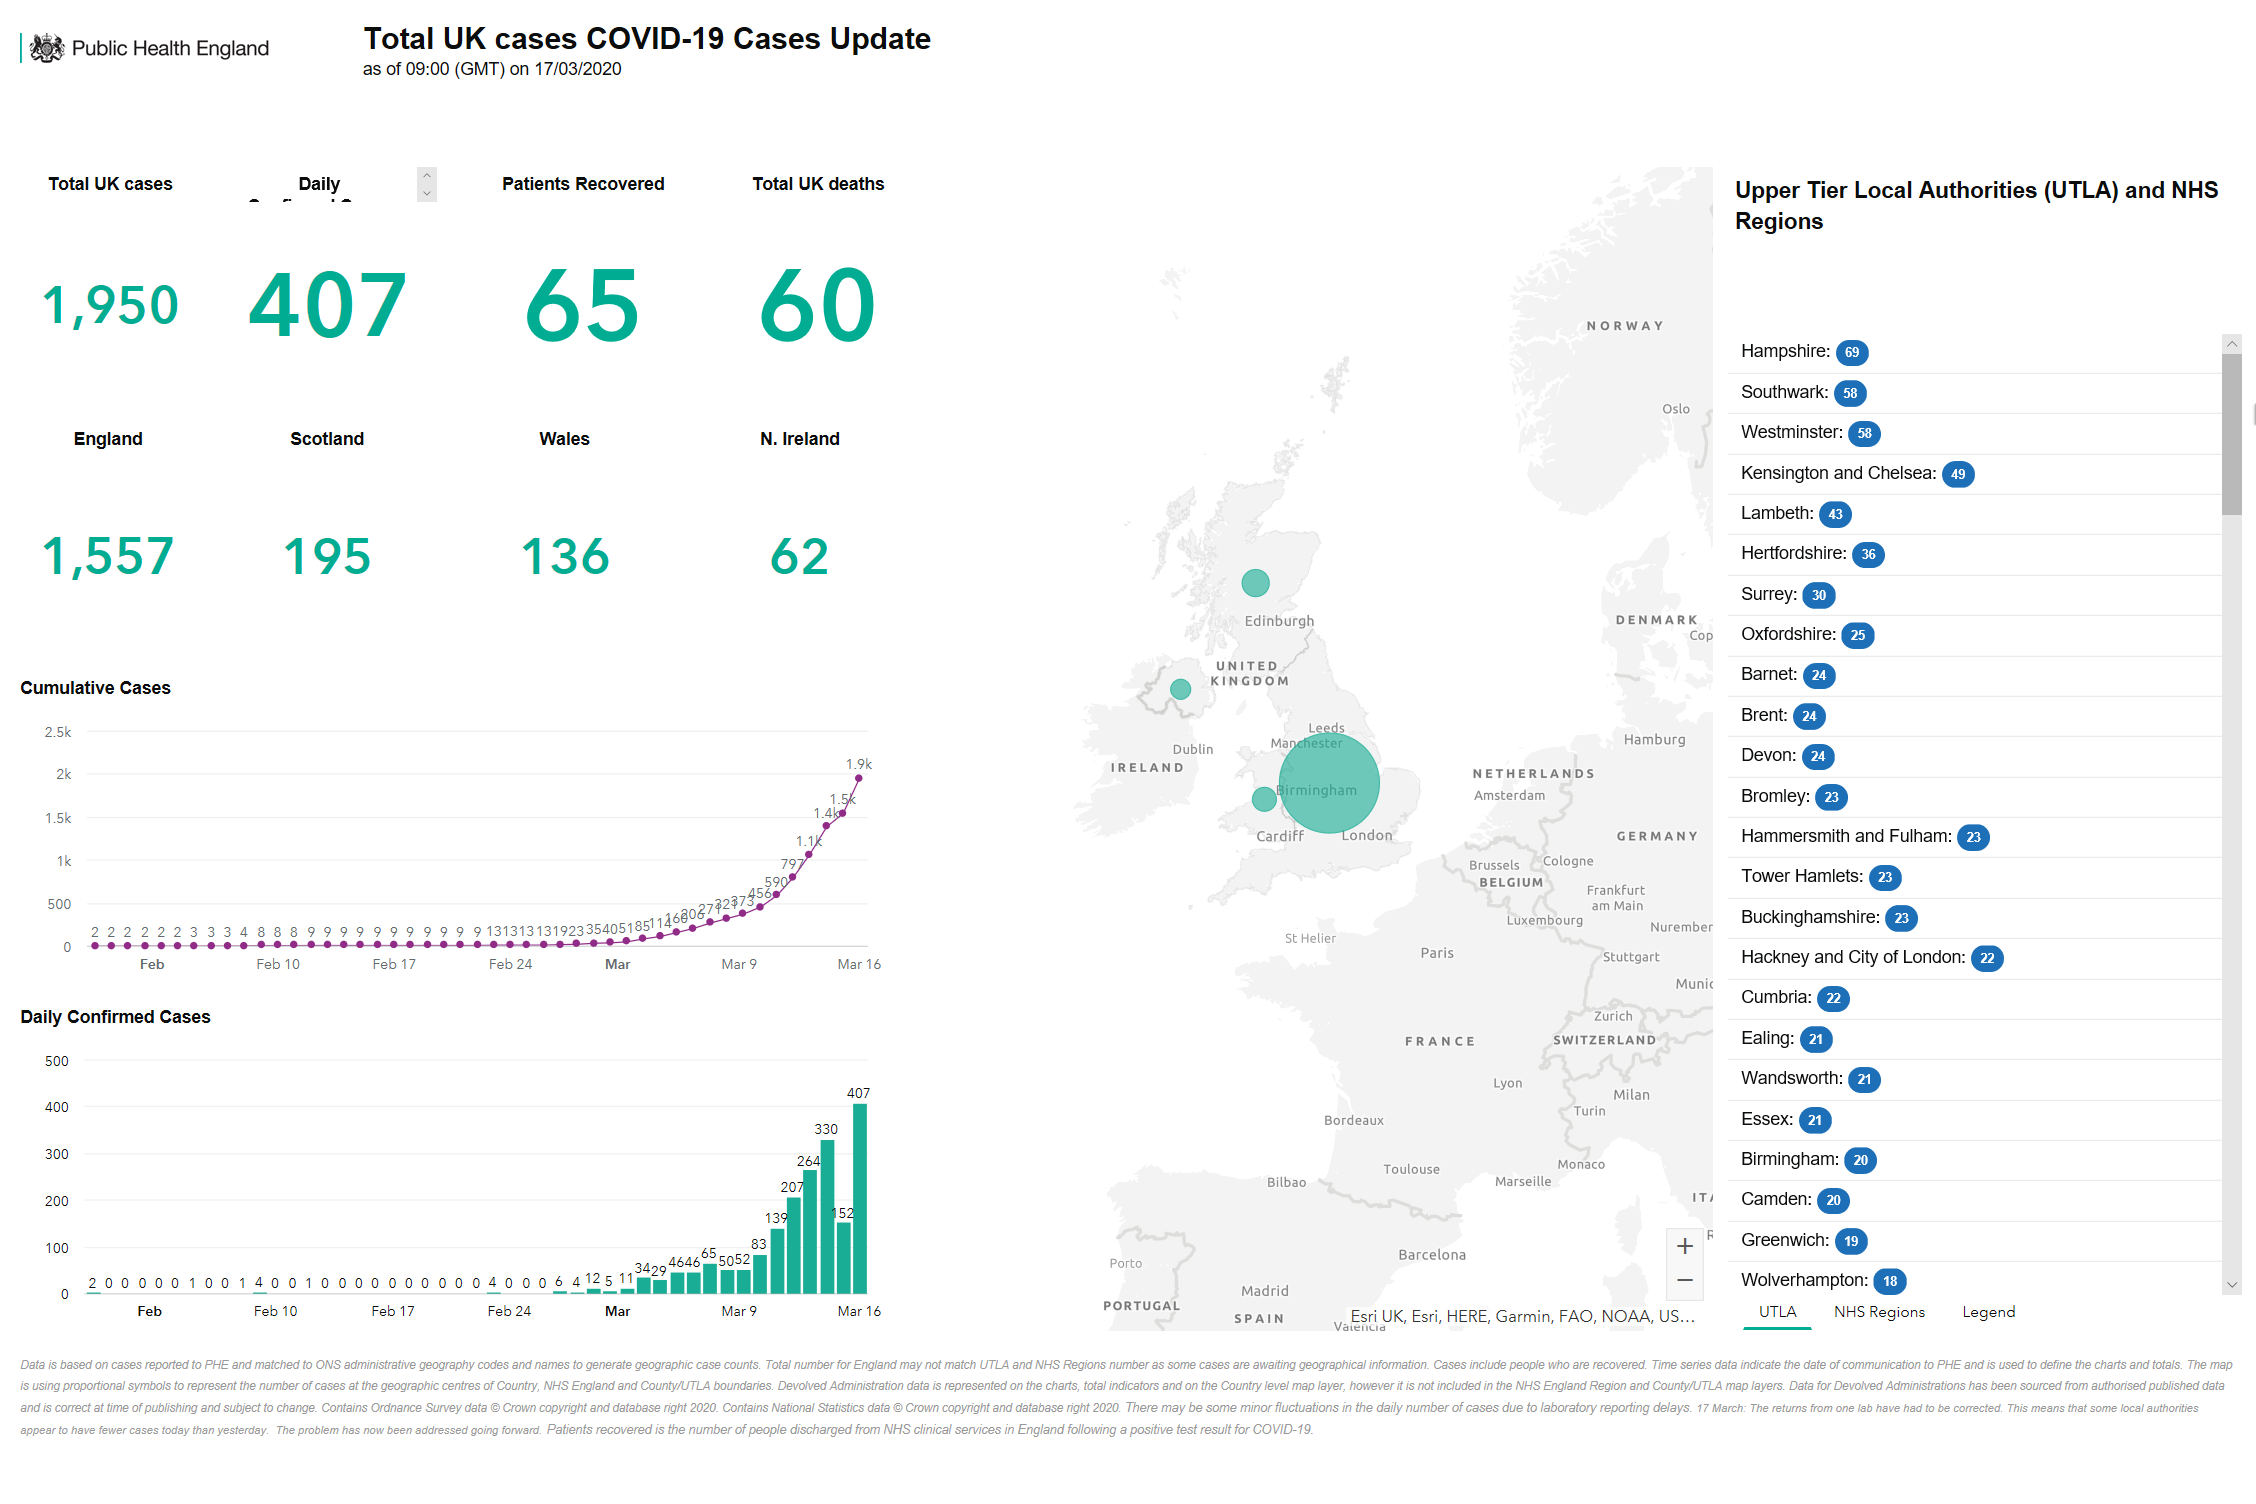 Public Health England
Total UK cases COVID-19 Cases Update
as of 09:00 (GMT) on 17/03/2020
Total UK cases
Daily
Patients Recovered
Total UK deaths
1,950
407
65
60
England
Scotland
Wales
N. Ireland
1,557
195
136
62
Cumulative Cases
2.5k
2k
1.5k
1k
500
0
2 2 2 2 2 2 3 3 3 4 8 8 8 9 9 9 9 9 9 9 9 9 9 9 13 13 13 13 19 23 35 40 51 85 114 160 206 271 321 373 456 590 797 1.1k 1.4k 1.5k 1.9k
Feb Feb 10 Feb 17 Feb 24 Mar Mar 9 Mar 16
Daily Confirmed Cases
500
400
300
200
100
0
2 0 0 0 0 0 1 0 0 1 4 0 0 1 0 0 0 0 0 0 0 0 0 0 4 0 0 0 6 4 12 5 11 34 29 46 46 65 50 52 83 139 207 264 330 152 407
Feb Feb 10 Feb 17 Feb 24 Mar Mar 9 Mar 16
NORWAY
Oslo
Edinburgh
DENMARK
Cop
UNITED
KINGDOM
Leeds
Manchester
Hamburg
Dublin
IRELAND
NETHERLANDS
Amsterdam
Birmingham
Cardiff
London
GERMANY
Brussels
Cologne
BELGIUM
Frankfurt
am Main
Luxembourg
Nurember
St Helier
Paris
Stuttgart
Munic
Zurich
FRANCE
SWITZERLAND
Lyon
Milan
Turin
Bordeaux
Monaco
Toulouse
Marseille
Bilbao
ITA
R
Barcelona
Porto
Madrid
PORTUGAL
SPAIN
Valencia
+
−
Esri UK, Esri, HERE, Garmin, FAO, NOAA, US…
Upper Tier Local Authorities (UTLA) and NHS
Regions
Hampshire: 69
Southwark: 58
Westminster: 58
Kensington and Chelsea: 49
Lambeth: 43
Hertfordshire: 36
Surrey: 30
Oxfordshire: 25
Barnet: 24
Brent: 24
Devon: 24
Bromley: 23
Hammersmith and Fulham: 23
Tower Hamlets: 23
Buckinghamshire: 23
Hackney and City of London: 22
Cumbria: 22
Ealing: 21
Wandsworth: 21
Essex: 21
Birmingham: 20
Camden: 20
Greenwich: 19
Wolverhampton: 18
UTLA NHS Regions Legend
Data is based on cases reported to PHE and matched to ONS administrative geography codes and names to generate geographic case counts. Total number for England may not match UTLA and NHS Regions number as some cases are awaiting geographical information. Cases include people who are recovered. Time series data indicate the date of communication to PHE and is used to define the charts and totals. The map
is using proportional symbols to represent the number of cases at the geographic centres of Country, NHS England and County/UTLA boundaries. Devolved Administration data is represented on the charts, total indicators and on the Country level map layer, however it is not included in the NHS England Region and County/UTLA map layers. Data for Devolved Administrations has been sourced from authorised published data
and is correct at time of publishing and subject to change. Contains Ordnance Survey data © Crown copyright and database right 2020. Contains National Statistics data © Crown copyright and database right 2020. There may be some minor fluctuations in the daily number of cases due to laboratory reporting delays. 17 March: The returns from one lab have had to be corrected. This means that some local authorities
appear to have fewer cases today than yesterday. The problem has now been addressed going forward. Patients recovered is the number of people discharged from NHS clinical services in England following a positive test result for COVID-19.